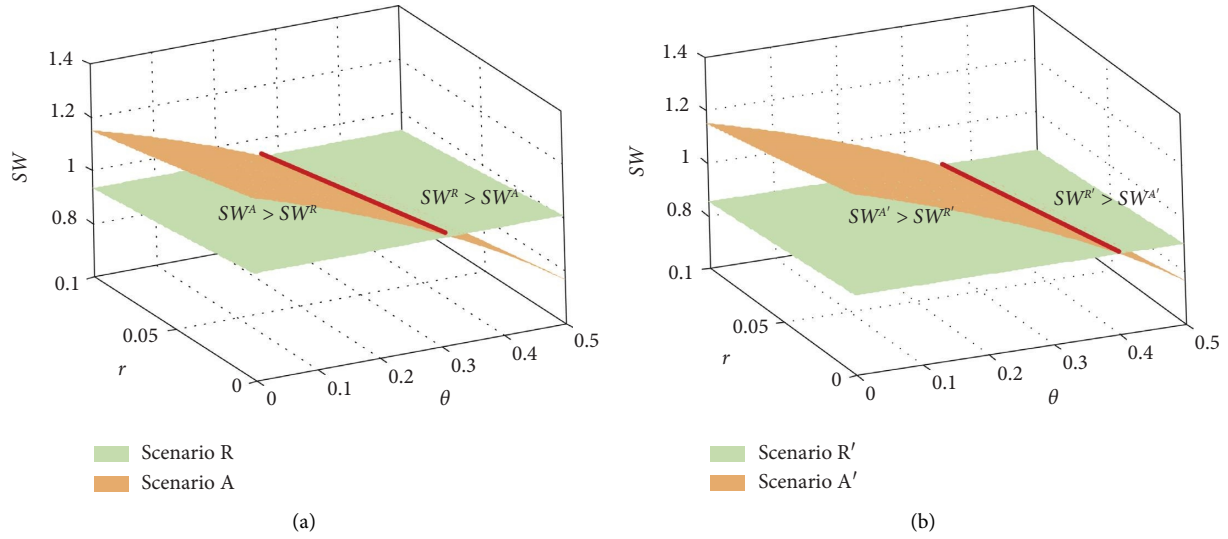 1.4
1.2
1
0.8
0.1
0.05
0
SW
r
0
0.1
0.2
0.3
0.4
0.5
θ
SW^A > SW^R
SW^R > SW^A
Scenario R
Scenario A
(a)
1.4
1.2
1
0.8
0.1
0.05
0
SW
r
0
0.1
0.2
0.3
0.4
0.5
θ
SW^A′ > SW^R′
SW^R′ > SW^A′
Scenario R′
Scenario A′
(b)